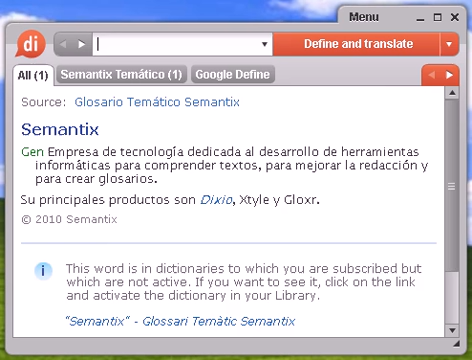 Menu
di
Define and translate
All (1) Semantix Temático (1) Google Define
Source: Glosario Temático Semantix
Semantix
Gen Empresa de tecnología dedicada al desarrollo de herramientas
informáticas para comprender textos, para mejorar la redacción y
para crear glosarios.
Su principales productos son Dixio, Xtyle y Gloxr.
© 2010 Semantix
i
This word is in dictionaries to which you are subscribed but
which are not active. If you want to see it, click on the link
and activate the dictionary in your Library.
"Semantix" - Glossari Temàtic Semantix